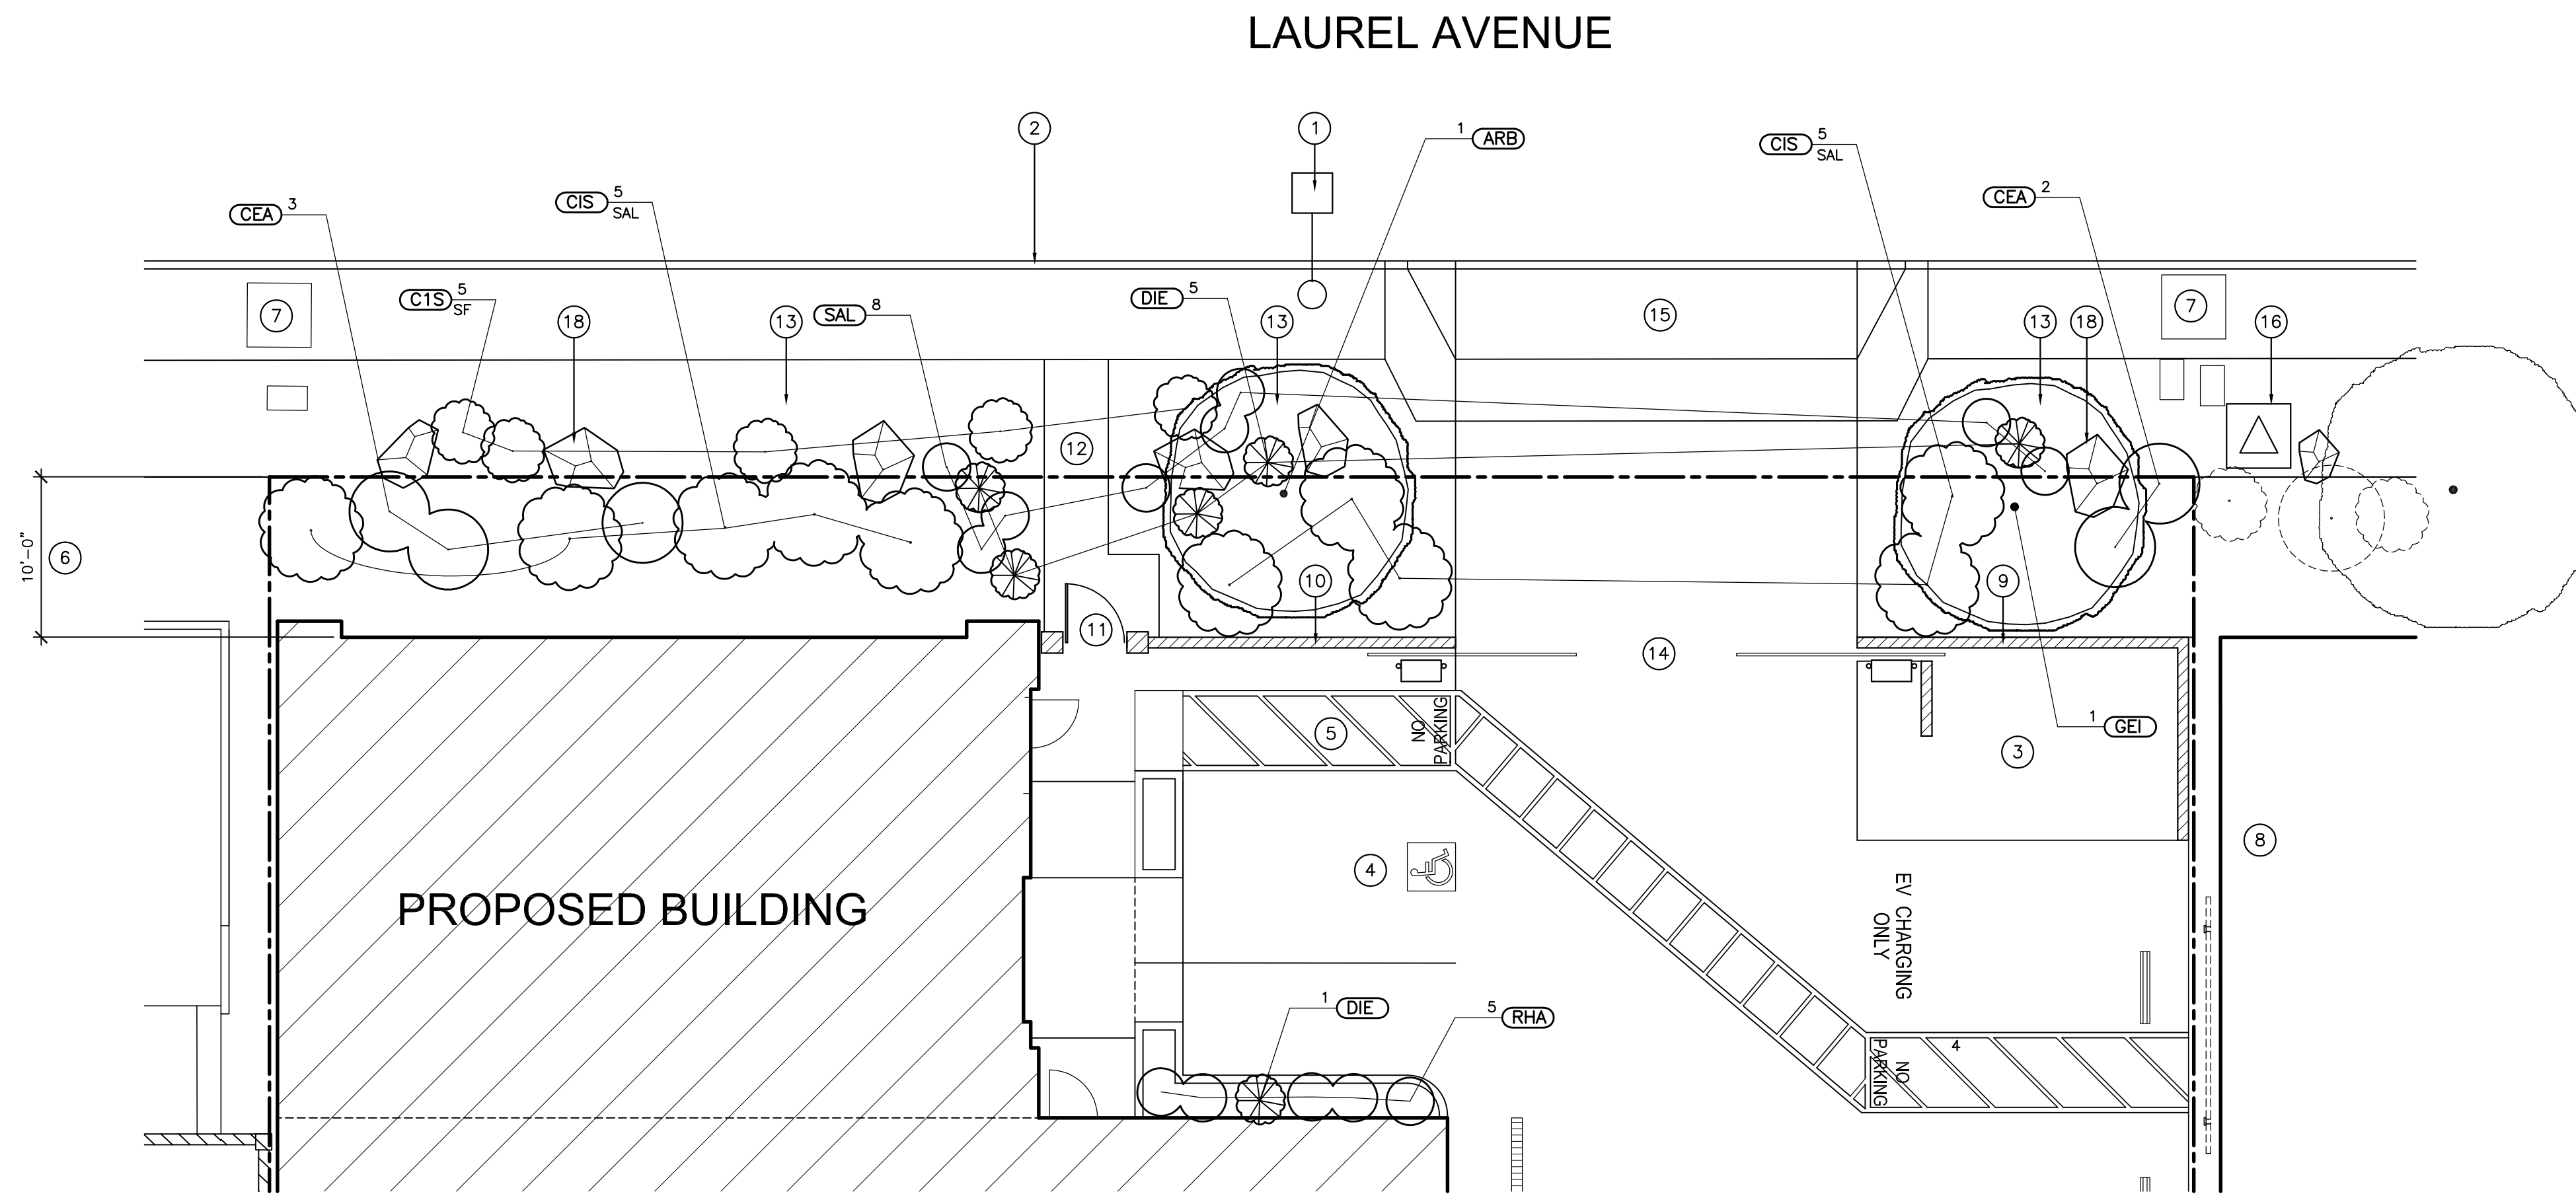 LAUREL AVENUE
2
1
1 ARB
CIS 5
SAL
CEA 2
CEA 3
CIS 5
SAL
C1S 5
SF
7
18
13
SAL 8
DIE 5
13
15
13
18
7
16
12
10'-0"
6
11
10
9
14
1 GEI
5
NO
PARKING
3
4
8
PROPOSED BUILDING
EV CHARGING
ONLY
1 DIE
5 RHA
NO
PARKING
4